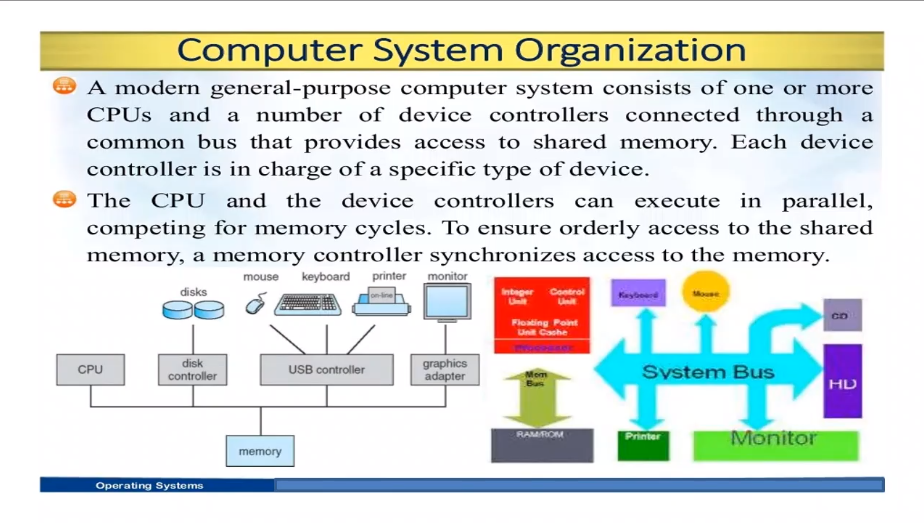 Computer System Organization
A modern general-purpose computer system consists of one or more
CPUs and a number of device controllers connected through a
common bus that provides access to shared memory. Each device
controller is in charge of a specific type of device.
The CPU and the device controllers can execute in parallel,
competing for memory cycles. To ensure orderly access to the shared
memory, a memory controller synchronizes access to the memory.
mouse keyboard printer monitor
disks
on-line
CPU
disk
controller
USB controller
graphics
adapter
memory
Integer
Unit
Control
Unit
Floating Point
Unit Cache
Processor
Mem
Bus
RAM/ROM
Keyboard
Mouse
CD
System Bus
HD
Printer
Monitor
Operating Systems